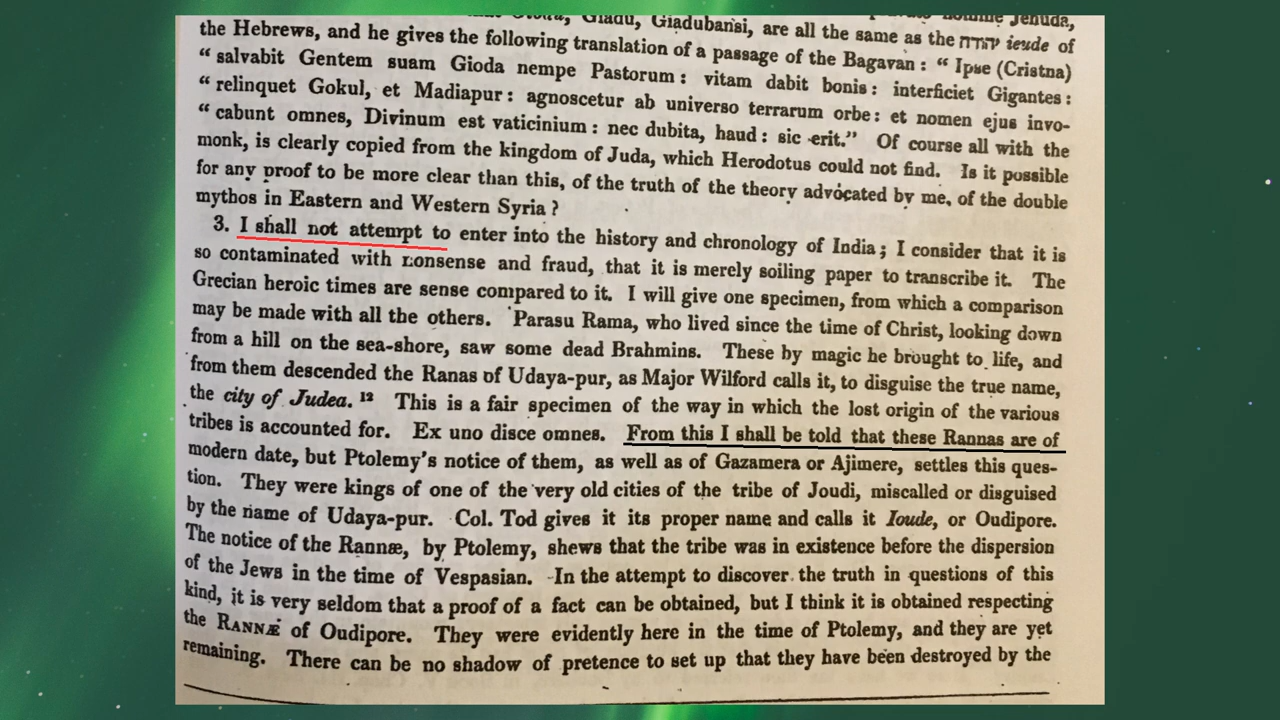 Giadu, Giadubansi, are all the same as the יהודה ieude of
the Hebrews, and he gives the following translation of a passage of the Bagavan: “ Ipse (Cristna)
“ salvabit Gentem suam Gioda nempe Pastorum: vitam dabit bonis: interficiet Gigantes:
“ relinquet Gokul, et Madiapur: agnoscetur ab universo terrarum orbe: et nomen ejus invo-
“ cabunt omnes, Divinum est vaticinium: nec dubita, haud: sic erit.” Of course all with the
monk, is clearly copied from the kingdom of Juda, which Herodotus could not find. Is it possible
for any proof to be more clear than this, of the truth of the theory advocated by me, of the double
mythos in Eastern and Western Syria?
3. I shall not attempt to enter into the history and chronology of India; I consider that it is
so contaminated with nonsense and fraud, that it is merely soiling paper to transcribe it. The
Grecian heroic times are sense compared to it. I will give one specimen, from which a comparison
may be made with all the others. Parasu Rama, who lived since the time of Christ, looking down
from a hill on the sea-shore, saw some dead Brahmins. These by magic he brought to life, and
from them descended the Ranas of Udaya-pur, as Major Wilford calls it, to disguise the true name,
the city of Judea. 12 This is a fair specimen of the way in which the lost origin of the various
tribes is accounted for. Ex uno disce omnes. From this I shall be told that these Rannas are of
modern date, but Ptolemy’s notice of them, as well as of Gazamera or Ajimere, settles this ques-
tion. They were kings of one of the very old cities of the tribe of Joudi, miscalled or disguised
by the name of Udaya-pur. Col. Tod gives it its proper name and calls it Ioude, or Oudipore.
The notice of the Rannæ, by Ptolemy, shews that the tribe was in existence before the dispersion
of the Jews in the time of Vespasian. In the attempt to discover the truth in questions of this
kind, it is very seldom that a proof of a fact can be obtained, but I think it is obtained respecting
the RANNÆ of Oudipore. They were evidently here in the time of Ptolemy, and they are yet
remaining. There can be no shadow of pretence to set up that they have been destroyed by the